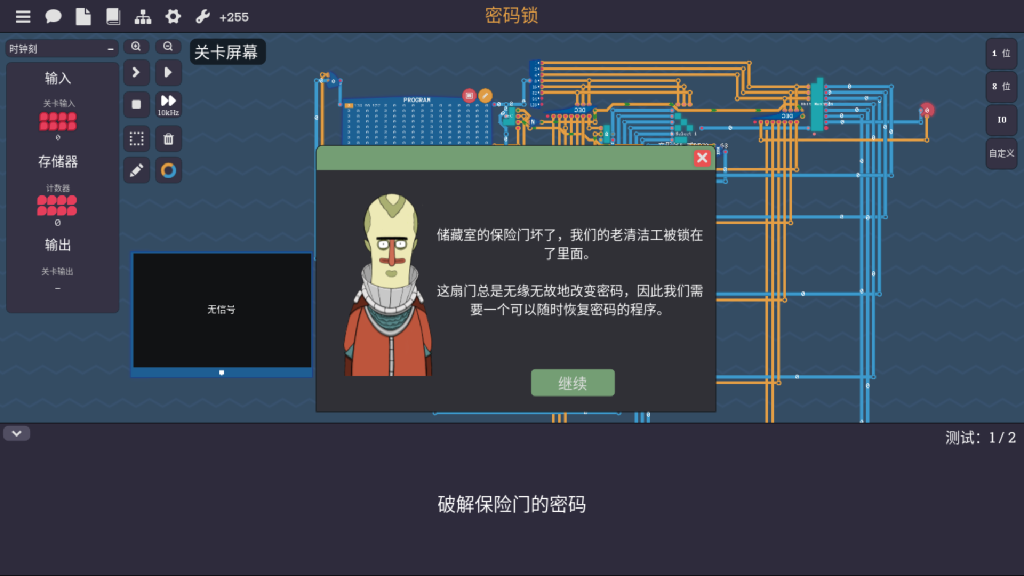 +255
密码锁
时钟刻
关卡屏幕
输入
关卡输入
0
存储器
计数器
0
输出
关卡输出
10kHz
PROGRAM
DEC
DEC
1 位
8 位
IO
自定义
无信号
储藏室的保险门坏了，我们的老清洁工被锁在
了里面。
这扇门总是无缘无故地改变密码，因此我们需
要一个可以随时恢复密码的程序。
继续
测试：1 / 2
破解保险门的密码